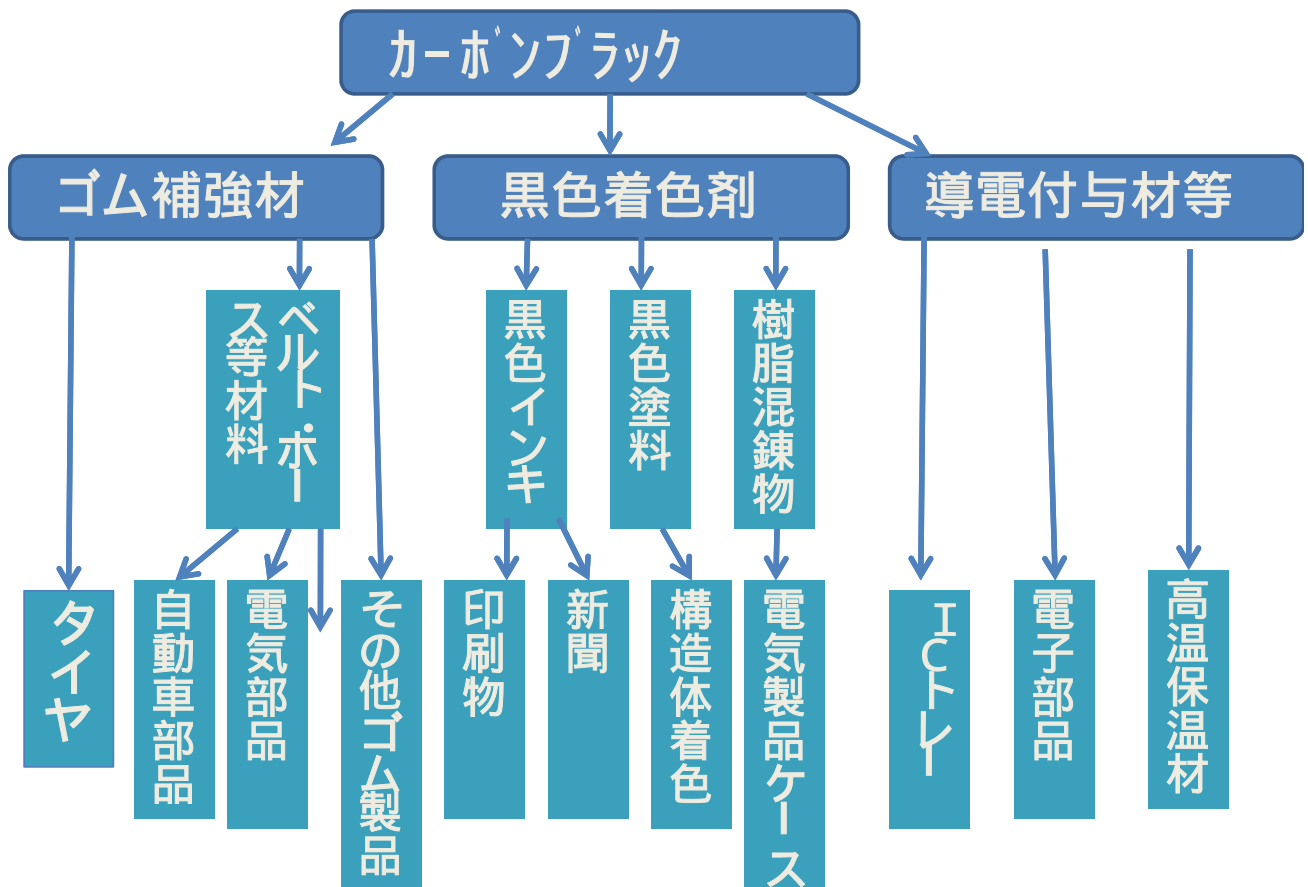 ｶｰﾎﾞﾝﾌﾞﾗｯｸ
ゴム補強材
黒色着色剤
導電付与材等
ベルト・ホー
ス等材料
黒色インキ
黒色塗料
樹脂混錬物
タイヤ
自動車部品
電気部品
その他ゴム製品
印刷物
新聞
構造体着色
電気製品ケース
ＩＣトレー
電子部品
高温保温材